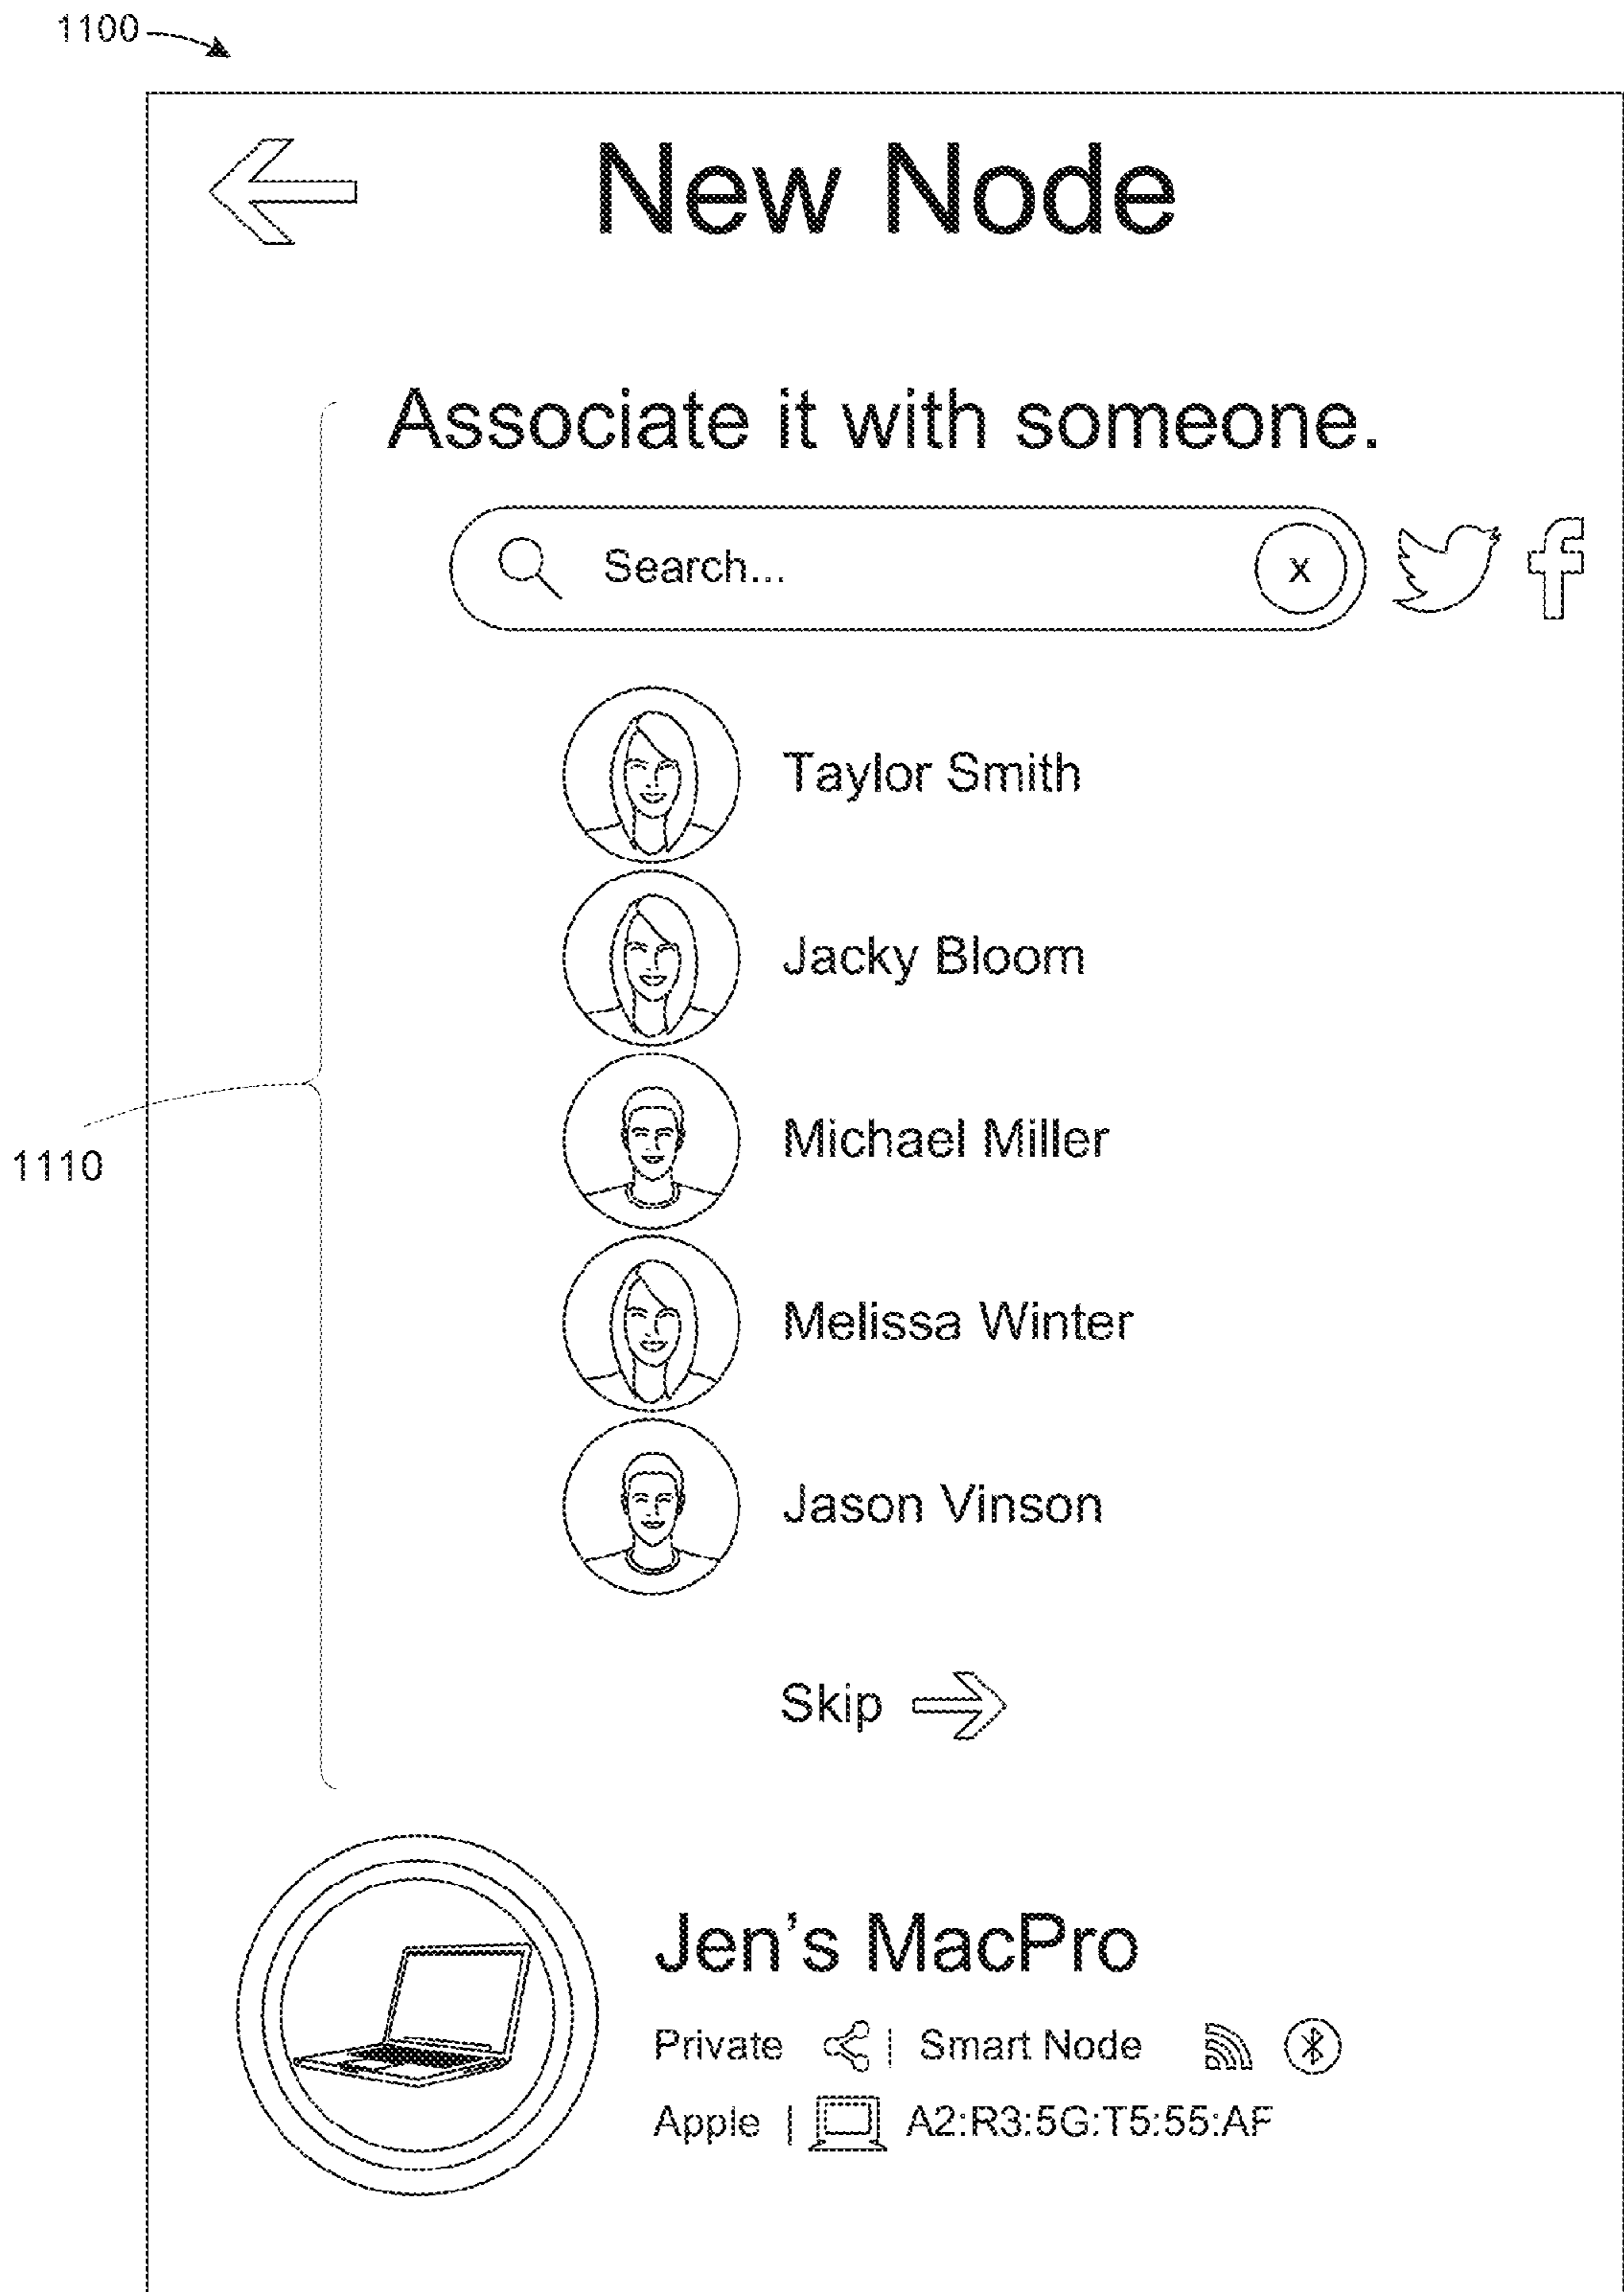 1100
New Node
Associate it with someone.
Search...
x
Taylor Smith
Jacky Bloom
Michael Miller
1110
Melissa Winter
Jason Vinson
Skip
Jen's MacPro
Private | Smart Node
Apple | A2:R3:5G:T5:55:AF